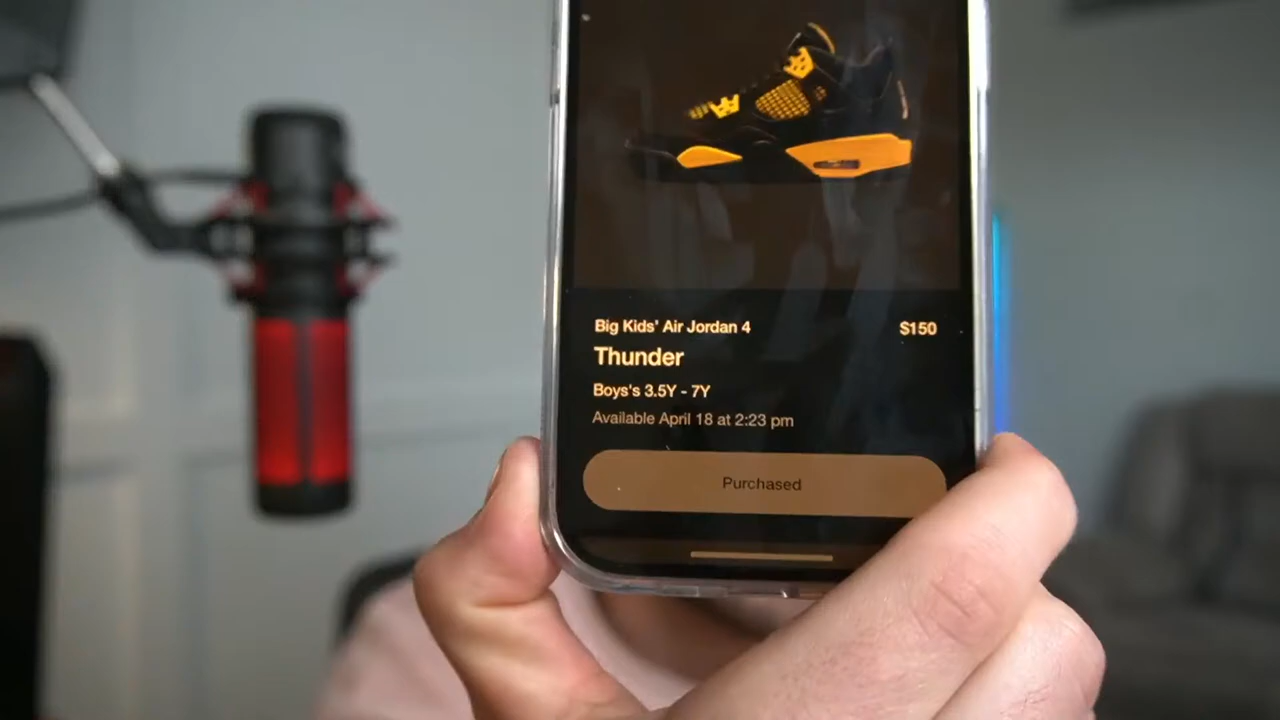 Big Kids' Air Jordan 4 $150
Thunder
Boys's 3.5Y - 7Y
Available April 18 at 2:23 pm
Purchased